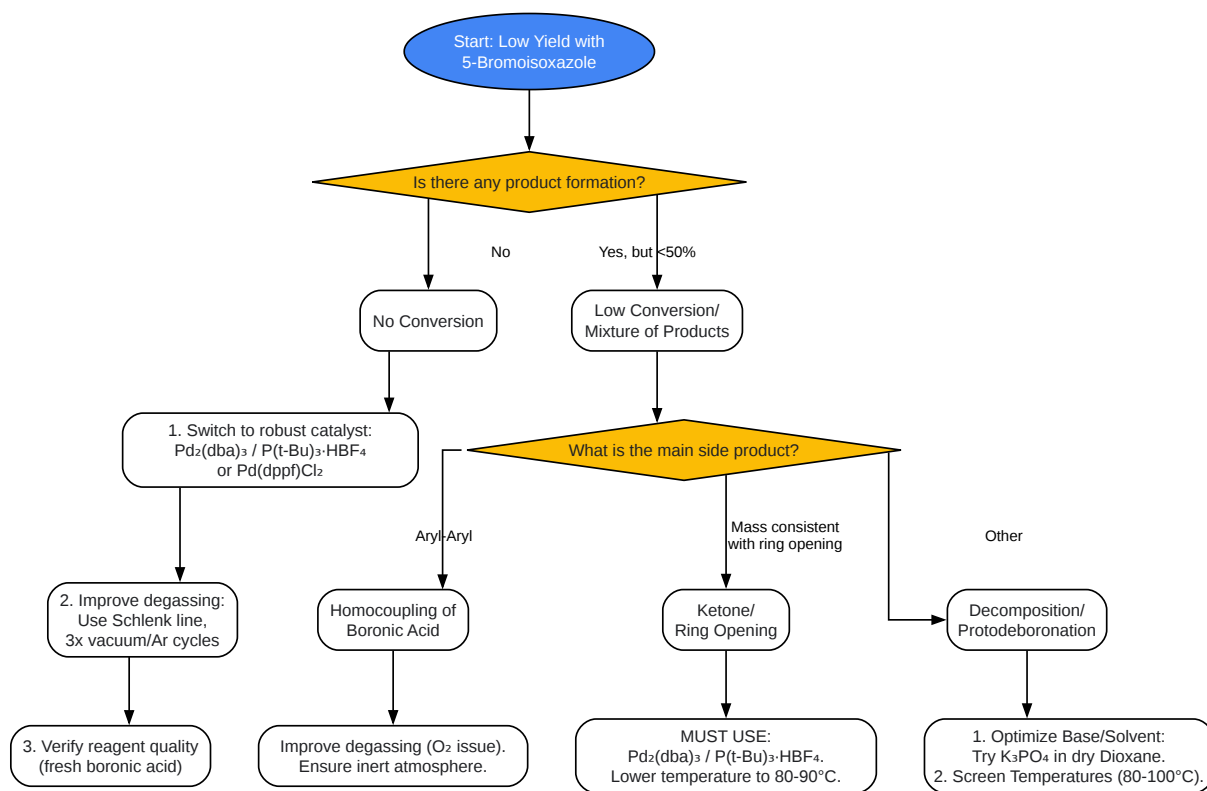 Start: Low Yield with
5-Bromoisoxazole
Is there any product formation?
No
Yes, but <50%
No Conversion
Low Conversion/
Mixture of Products
1. Switch to robust catalyst:
Pd₂(dba)₃ / P(t-Bu)₃·HBF₄
or Pd(dppf)Cl₂
What is the main side product?
Aryl-Aryl
Mass consistent
with ring opening
Other
2. Improve degassing:
Use Schlenk line,
3x vacuum/Ar cycles
Homocoupling of
Boronic Acid
Ketone/
Ring Opening
Decomposition/
Protodeboronation
3. Verify reagent quality
(fresh boronic acid)
Improve degassing (O₂ issue).
Ensure inert atmosphere.
MUST USE:
Pd₂(dba)₃ / P(t-Bu)₃·HBF₄.
Lower temperature to 80-90°C.
1. Optimize Base/Solvent:
Try K₃PO₄ in dry Dioxane.
2. Screen Temperatures (80-100°C).